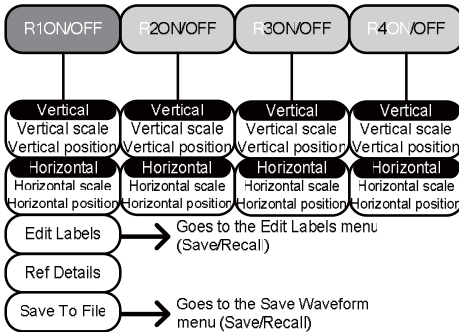 R1ON/OFF R2ON/OFF R3ON/OFF R4ON/OFF
Vertical Vertical Vertical Vertical
Vertical scale Vertical scale Vertical scale Vertical scale
Vertical position Vertical position Vertical position Vertical position
Horizontal Horizontal Horizontal Horizontal
Horizontal scale Horizontal scale Horizontal scale Horizontal scale
Horizontal position Horizontal position Horizontal position Horizontal position
Edit Labels
Goes to the Edit Labels menu
(Save/Recall)
Ref Details
Save To File
Goes to the Save Waveform
menu (Save/Recall)